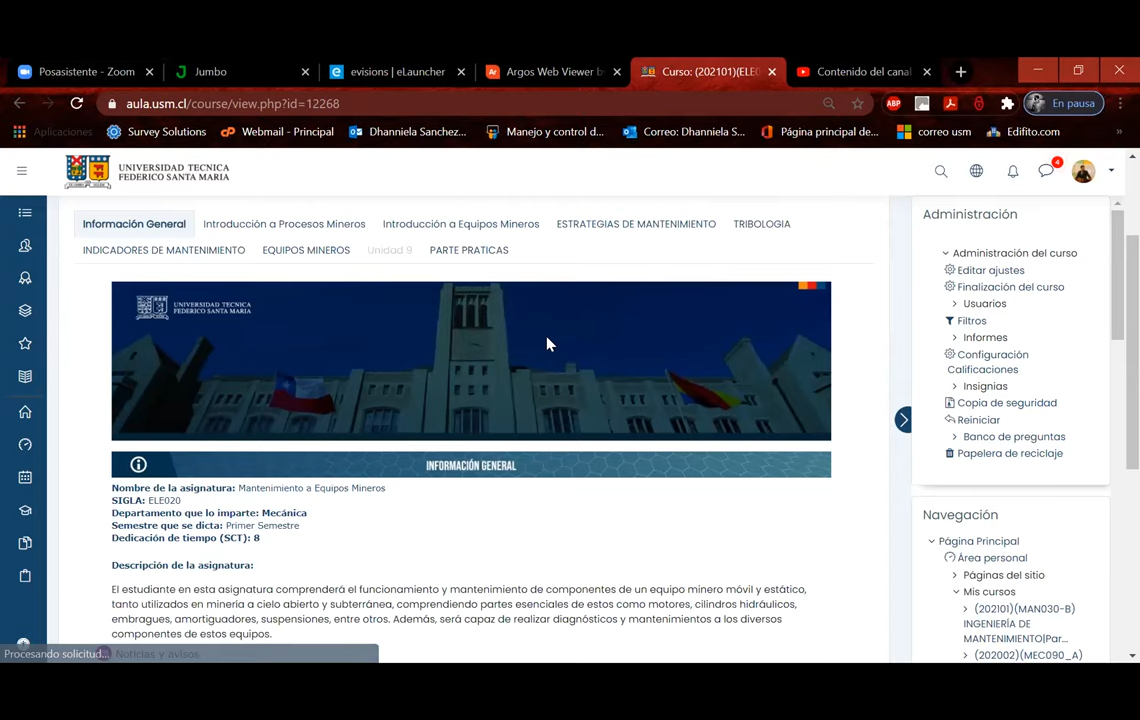 Posasistente - Zoom
Jumbo
evisions | eLauncher
Argos Web Viewer b
Curso: (202101)(ELE0
Contenido del canal
aula.usm.cl/course/view.php?id=12268
ABP
En pausa
Aplicaciones
Survey Solutions
Webmail - Principal
Dhanniela Sanchez...
Manejo y control d...
Correo: Dhanniela S...
Página principal de...
correo usm
Edifito.com
UNIVERSIDAD TECNICA
FEDERICO SANTA MARIA
4
Información General
Introducción a Procesos Mineros
Introducción a Equipos Mineros
ESTRATEGIAS DE MANTENIMIENTO
TRIBOLOGIA
INDICADORES DE MANTENIMIENTO
EQUIPOS MINEROS
Unidad 9
PARTE PRATICAS
UNIVERSIDAD TECNICA
FEDERICO SANTA MARIA
INFORMACIÓN GENERAL
Nombre de la asignatura: Mantenimiento a Equipos Mineros
SIGLA: ELE020
Departamento que lo imparte: Mecánica
Semestre que se dicta: Primer Semestre
Dedicación de tiempo (SCT): 8
Descripción de la asignatura:
El estudiante en esta asignatura comprenderá el funcionamiento y mantenimiento de componentes de un equipo minero móvil y estático,
tanto utilizados en minería a cielo abierto y subterránea, comprendiendo partes esenciales de estos como motores, cilindros hidráulicos,
embragues, amortiguadores, suspensiones, entre otros. Además, será capaz de realizar diagnósticos y mantenimientos a los diversos
componentes de estos equipos.
Noticias y avisos
Procesando solicitud...
Administración
Administración del curso
Editar ajustes
Finalización del curso
Usuarios
Filtros
Informes
Configuración
Calificaciones
Insignias
Copia de seguridad
Reiniciar
Banco de preguntas
Papelera de reciclaje
Navegación
Página Principal
Área personal
Páginas del sitio
Mis cursos
(202101)(MAN030-B)
INGENIERÍA DE
MANTENIMIENTO|Par...
(202002)(MEC090_A)